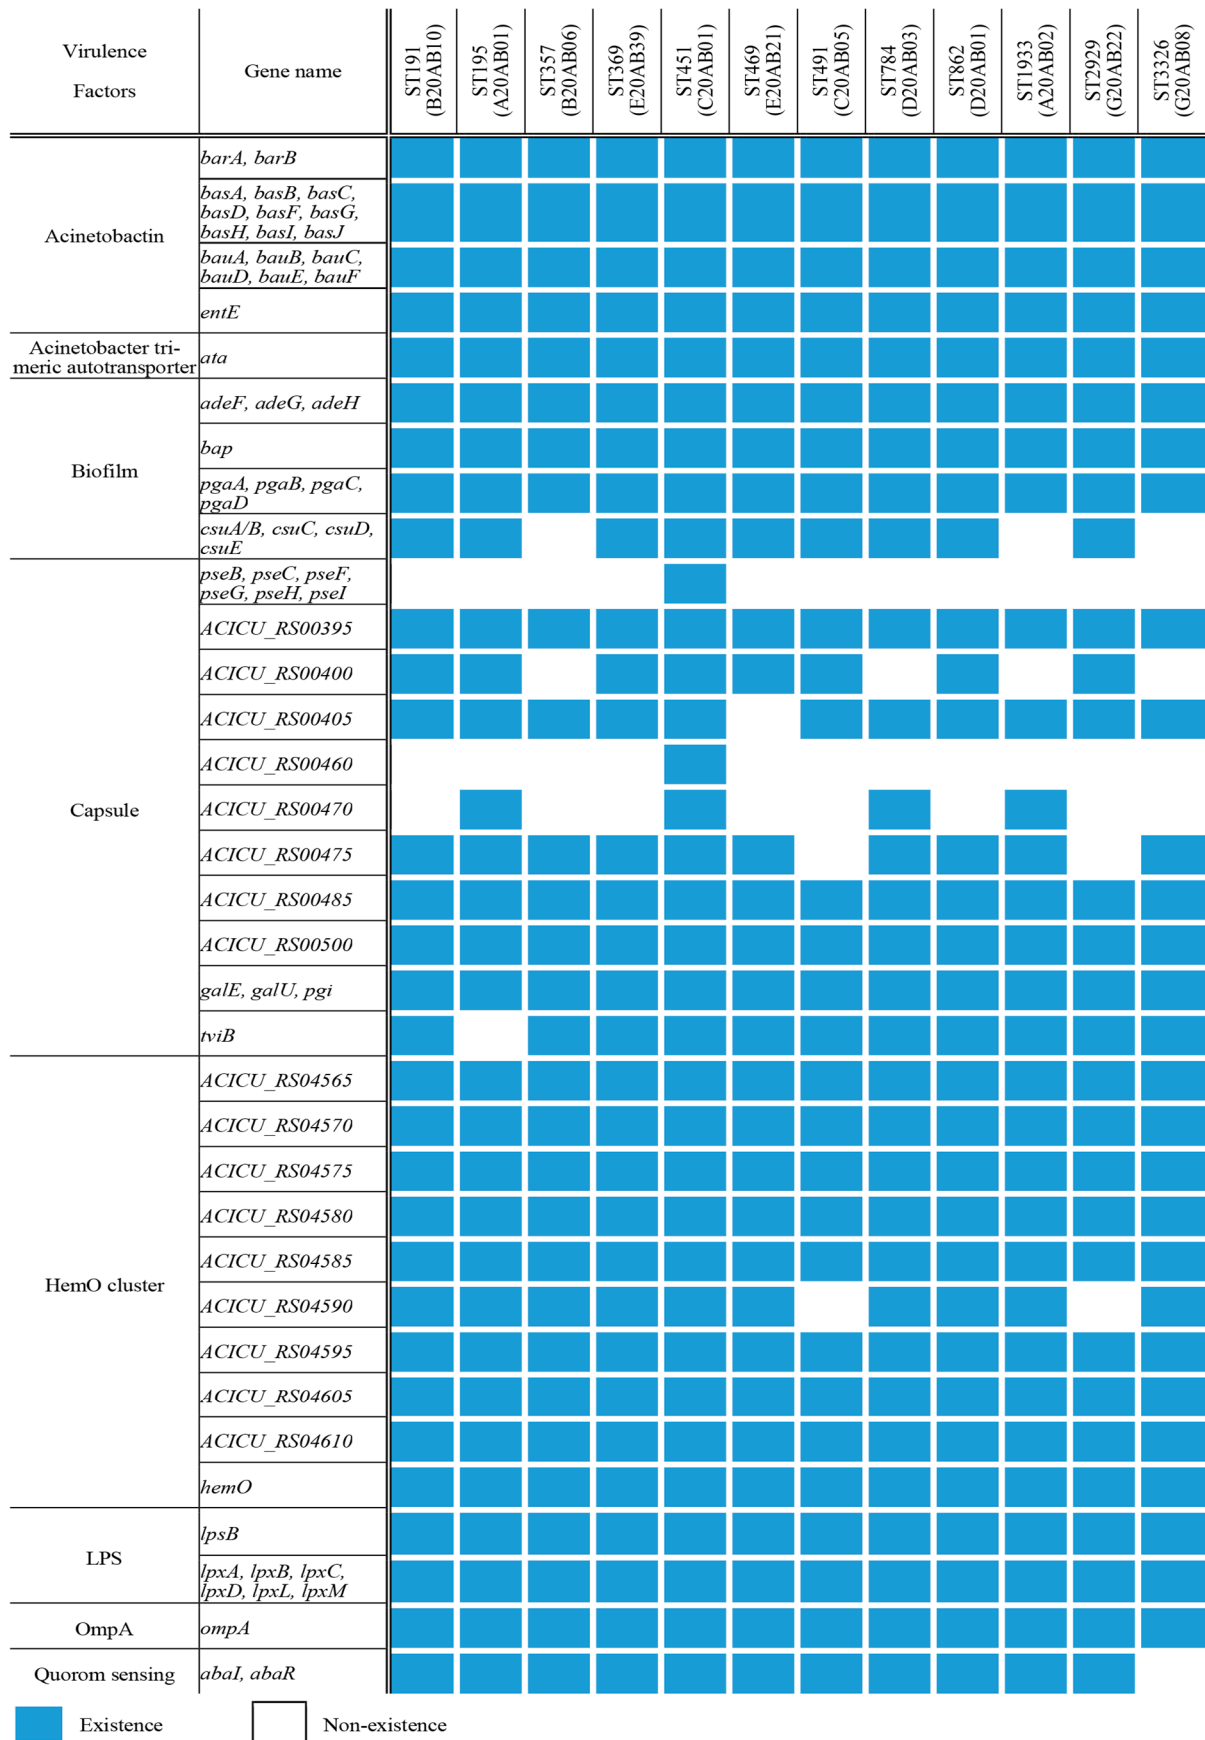 Virulence
Factors
Gene name
ST191
(B20AB10)
ST195
(A20AB01)
ST357
(B20AB06)
ST369
(E20AB39)
ST451
(C20AB01)
ST469
(E20AB21)
ST491
(C20AB05)
ST784
(D20AB03)
ST862
(D20AB01)
ST1933
(A20AB02)
ST2929
(G20AB22)
ST3326
(G20AB08)
Acinetobactin
barA, barB
basA, basB, basC,
basD, basF, basG,
basH, basI, basJ
bauA, bauB, bauC,
bauD, bauE, bauF
entE
Acinetobacter tri-
meric autotransporter
ata
Biofilm
adeF, adeG, adeH
bap
pgaA, pgaB, pgaC,
pgaD
csuA/B, csuC, csuD,
csuE
Capsule
pseB, pseC, pseF,
pseG, pseH, pseI
ACICU_RS00395
ACICU_RS00400
ACICU_RS00405
ACICU_RS00460
ACICU_RS00470
ACICU_RS00475
ACICU_RS00485
ACICU_RS00500
galE, galU, pgi
tviB
HemO cluster
ACICU_RS04565
ACICU_RS04570
ACICU_RS04575
ACICU_RS04580
ACICU_RS04585
ACICU_RS04590
ACICU_RS04595
ACICU_RS04605
ACICU_RS04610
hemO
LPS
lpsB
lpxA, lpxB, lpxC,
lpxD, lpxL, lpxM
OmpA
ompA
Quorom sensing
abaI, abaR
Existence
Non-existence